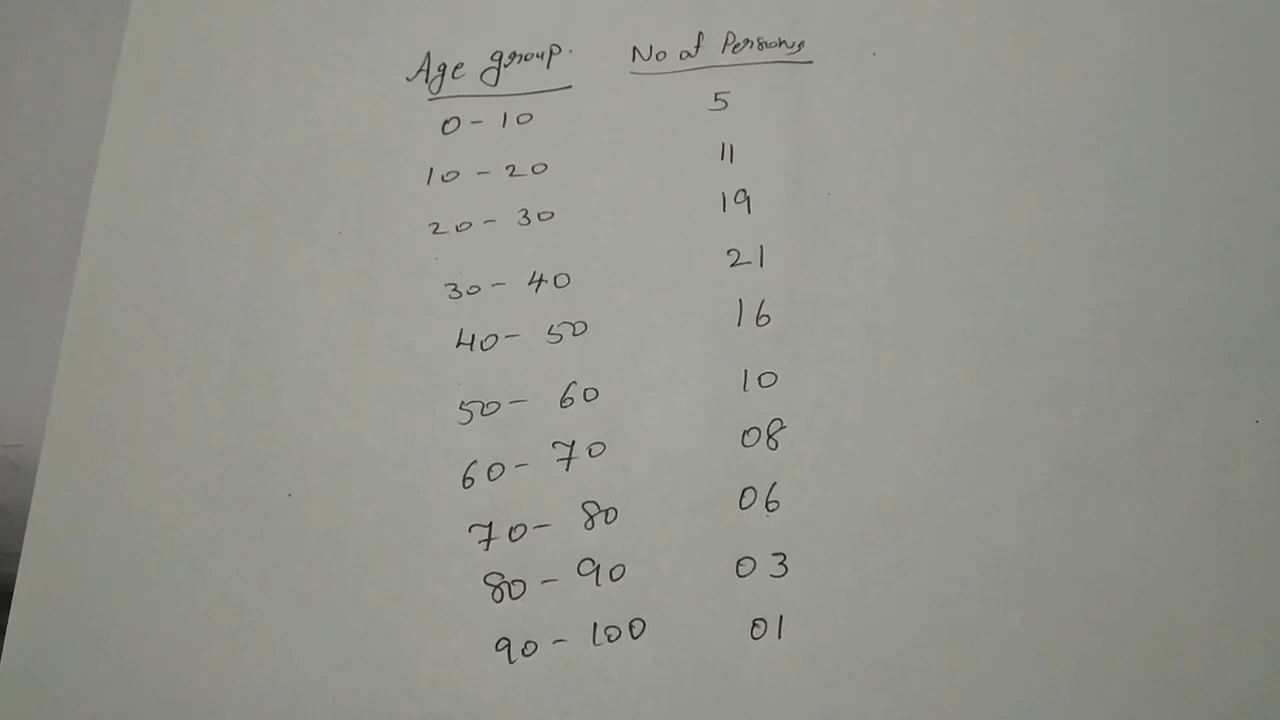 Age group. No of Persons
0 - 10 5
10 - 20 11
20 - 30 19
30 - 40 21
40 - 50 16
50 - 60 10
60 - 70 08
70 - 80 06
80 - 90 03
90 - 100 01